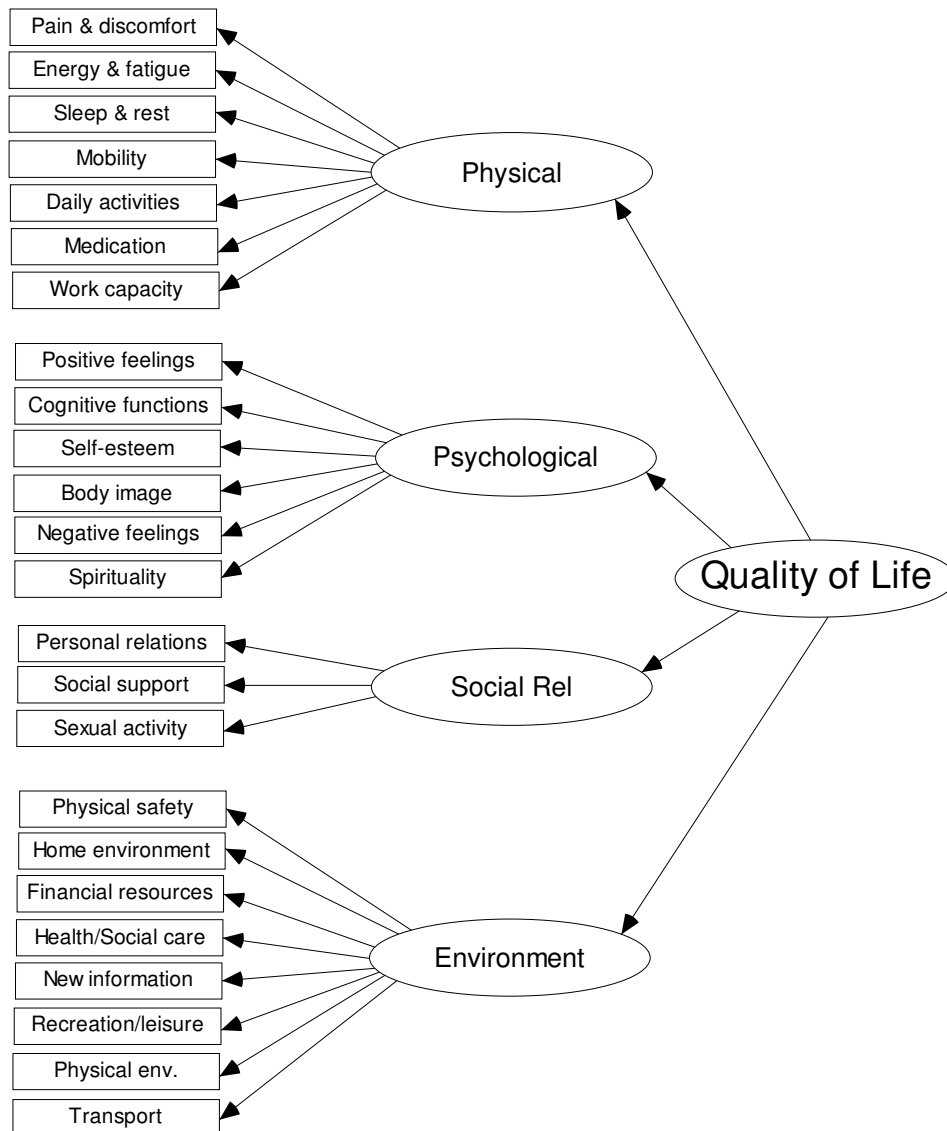 Pain & discomfort
Energy & fatigue
Sleep & rest
Mobility
Daily activities
Medication
Work capacity
Physical
Positive feelings
Cognitive functions
Self-esteem
Body image
Negative feelings
Spirituality
Psychological
Quality of Life
Personal relations
Social support
Sexual activity
Social Rel
Physical safety
Home environment
Financial resources
Health/Social care
New information
Recreation/leisure
Physical env.
Transport
Environment